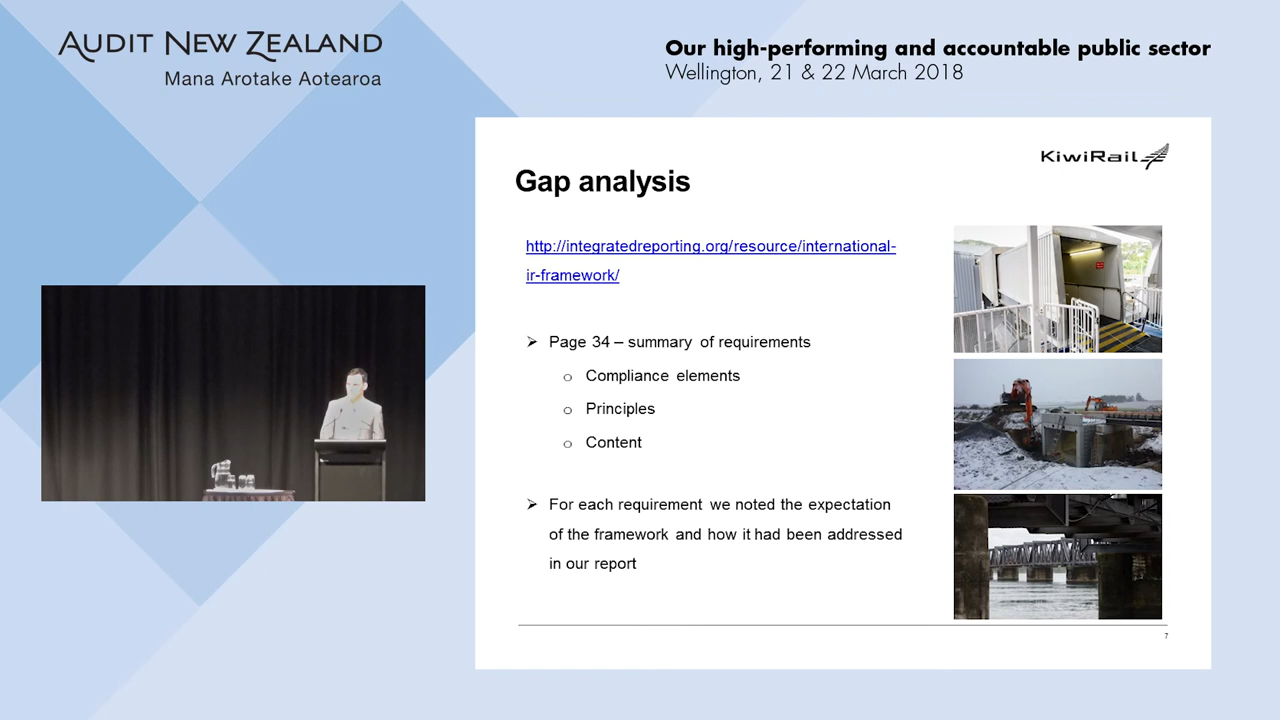 AUDIT NEW ZEALAND
Mana Arotake Aotearoa
Our high-performing and accountable public sector
Wellington, 21 & 22 March 2018
KiwiRail
Gap analysis
http://integratedreporting.org/resource/international-
ir-framework/
Page 34 – summary of requirements
Compliance elements
Principles
Content
For each requirement we noted the expectation
of the framework and how it had been addressed
in our report
7